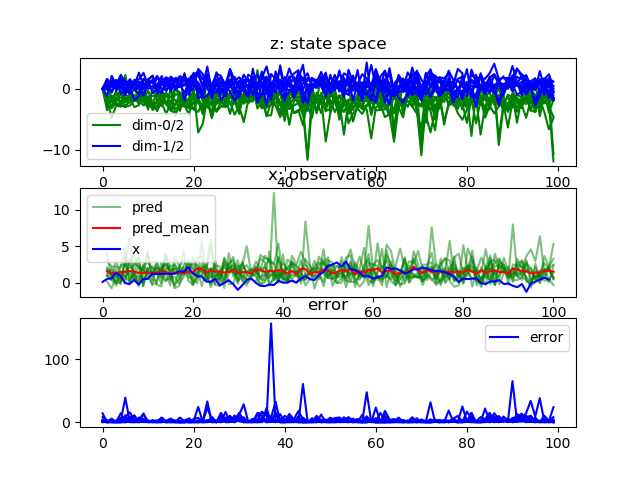 z: state space
0
−10
dim-0/2
dim-1/2
0 20 40 60 80 100
x: observation
10
5
0
pred
pred_mean
x
0 20 40 60 80 100
error
100
0
error
0 20 40 60 80 100